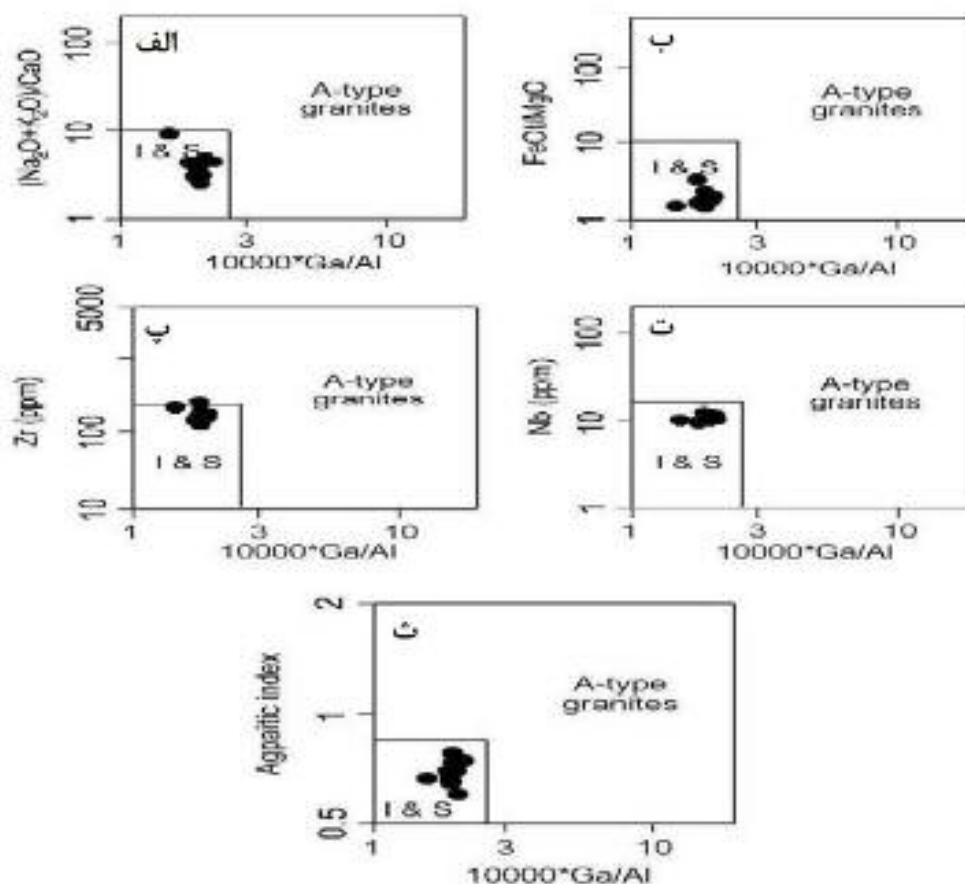 الف
(Na₂O+K₂O)/CaO
100
10
1
A-type
granites
I & S
1 3 10
10000*Ga/Al
ب
FeOt/MgO
100
10
1
A-type
granites
I & S
1 3 10
10000*Ga/Al
پ
Zr (ppm)
5000
100
10
A-type
granites
I & S
1 3 10
10000*Ga/Al
ت
Nb (ppm)
100
10
1
A-type
granites
I & S
1 3 10
10000*Ga/Al
ث
Agpaitic index
2
1
0.5
A-type
granites
I & S
1 3 10
10000*Ga/Al